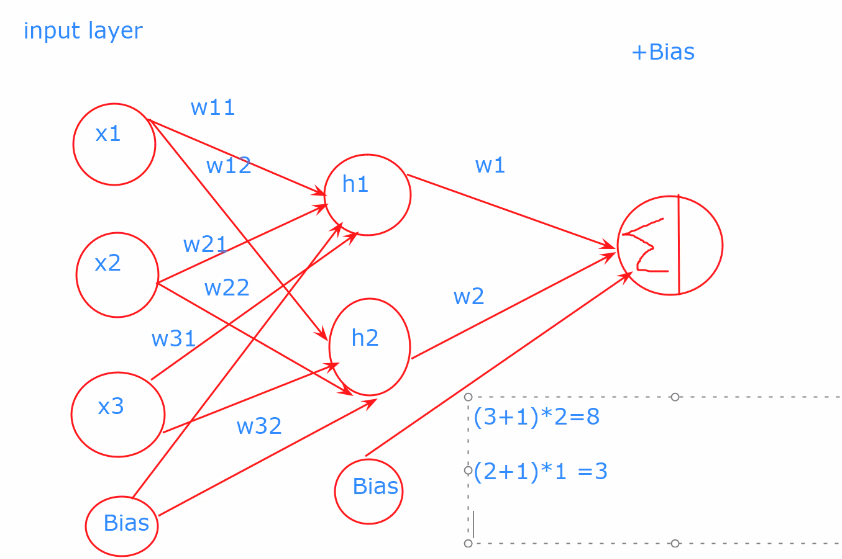 input layer
+Bias
w11
x1
w12
h1
w1
w21
x2
w22
Σ
w2
w31
h2
x3
w32
(3+1)*2=8
(2+1)*1 =3
Bias
Bias